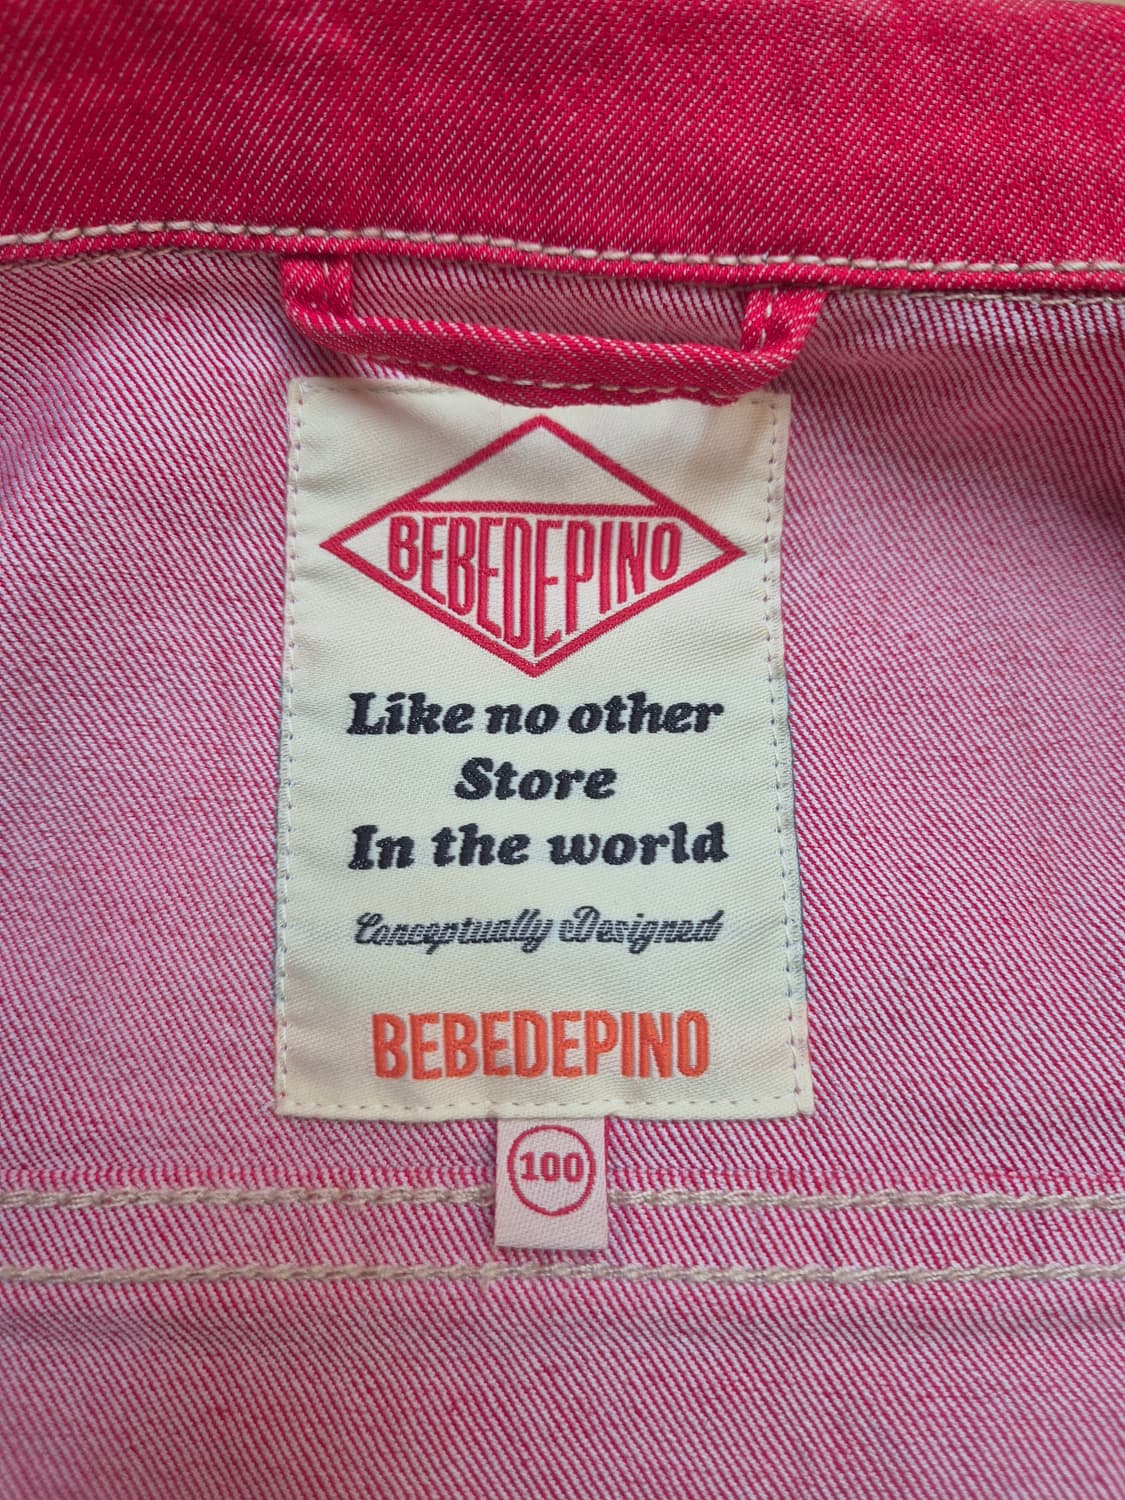 BEBEDEPINO
Like no other
Store
In the world
Conceptually Designed
BEBEDEPINO
100